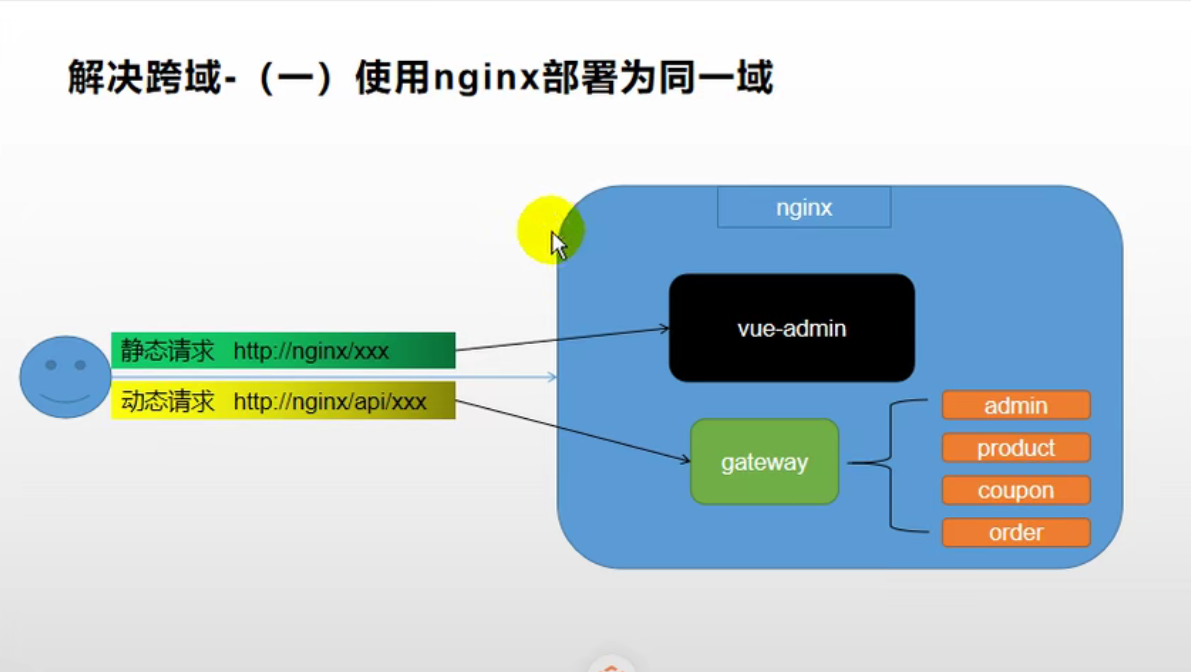 解决跨域-（一）使用nginx部署为同一域
nginx
vue-admin
静态请求 http://nginx/xxx
动态请求 http://nginx/api/xxx
gateway
admin
product
coupon
order